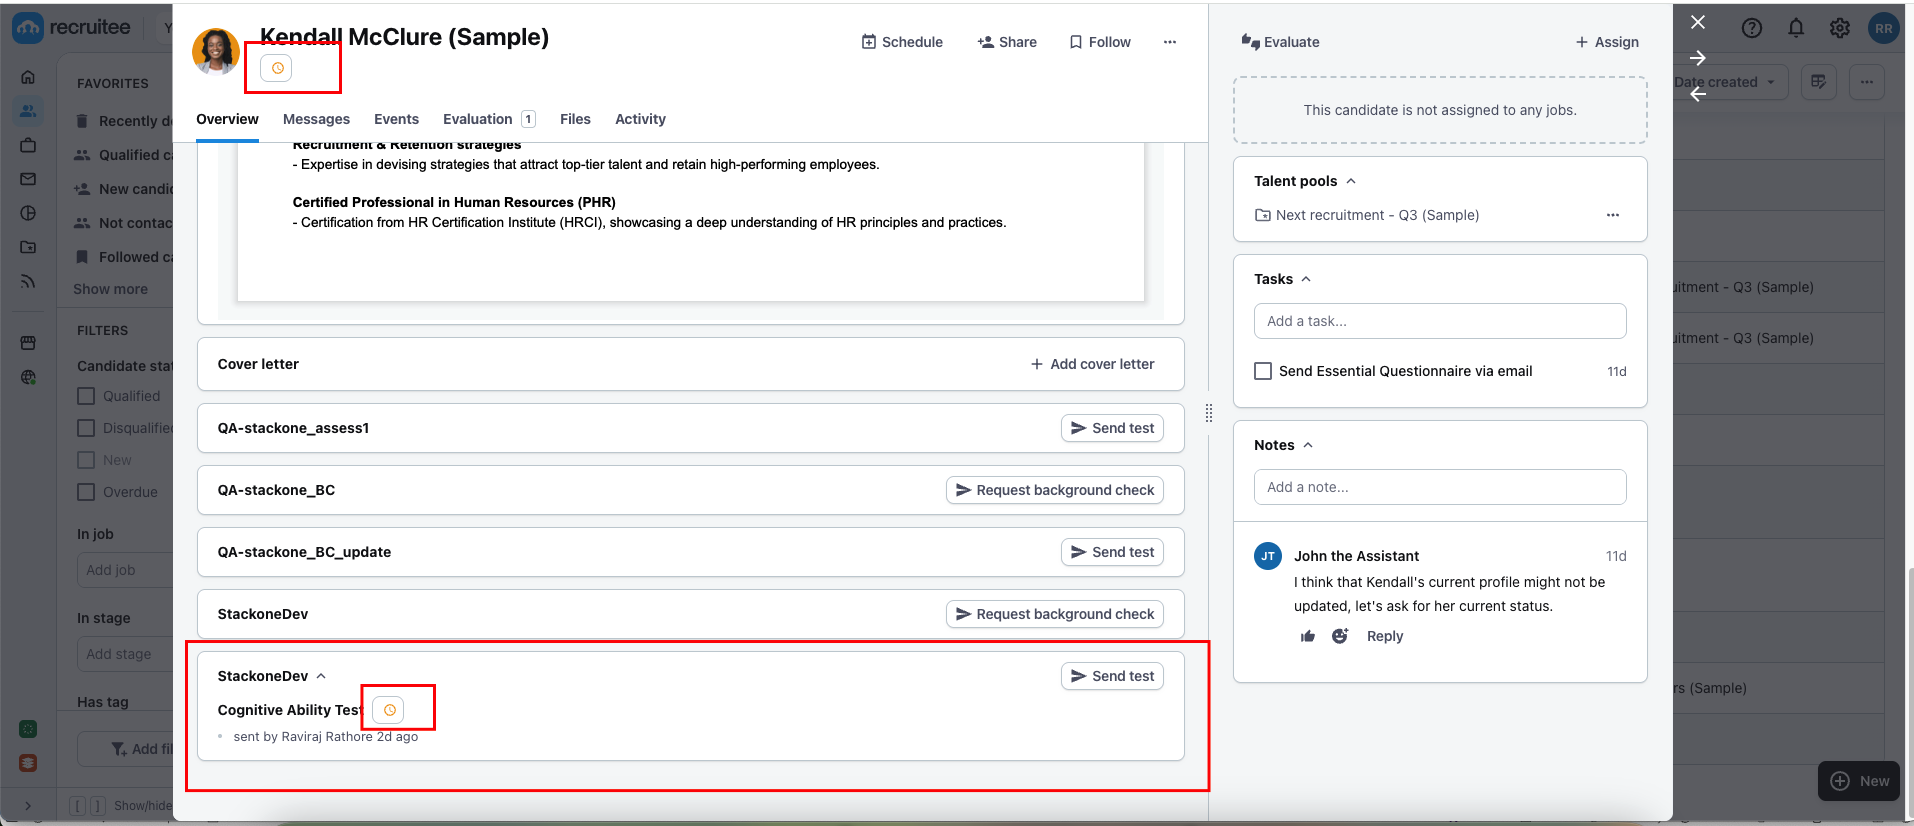 recruitee
Y
FAVORITES
Recently de
Qualified ca
New candid
Not contac
Followed ca
Show more
FILTERS
Candidate stat
Qualified
Disqualified
New
Overdue
In job
Add job
In stage
Add stage
Has tag
Add fil
[ ] Show/hide
Kendall McClure (Sample)
Schedule
Share
Follow
Overview
Messages
Events
Evaluation 1
Files
Activity
Recruitment & Retention strategies
- Expertise in devising strategies that attract top-tier talent and retain high-performing employees.
Certified Professional in Human Resources (PHR)
- Certification from HR Certification Institute (HRCI), showcasing a deep understanding of HR principles and practices.
Cover letter
+ Add cover letter
QA-stackone_assess1
Send test
QA-stackone_BC
Request background check
QA-stackone_BC_update
Send test
StackoneDev
Request background check
StackoneDev
Send test
Cognitive Ability Test
sent by Raviraj Rathore 2d ago
Evaluate
+ Assign
This candidate is not assigned to any jobs.
Talent pools
Next recruitment - Q3 (Sample)
Tasks
Add a task...
Send Essential Questionnaire via email
11d
Notes
Add a note...
JT
John the Assistant
11d
I think that Kendall's current profile might not be
updated, let's ask for her current status.
Reply
RR
Date created
uitment - Q3 (Sample)
uitment - Q3 (Sample)
rs (Sample)
New